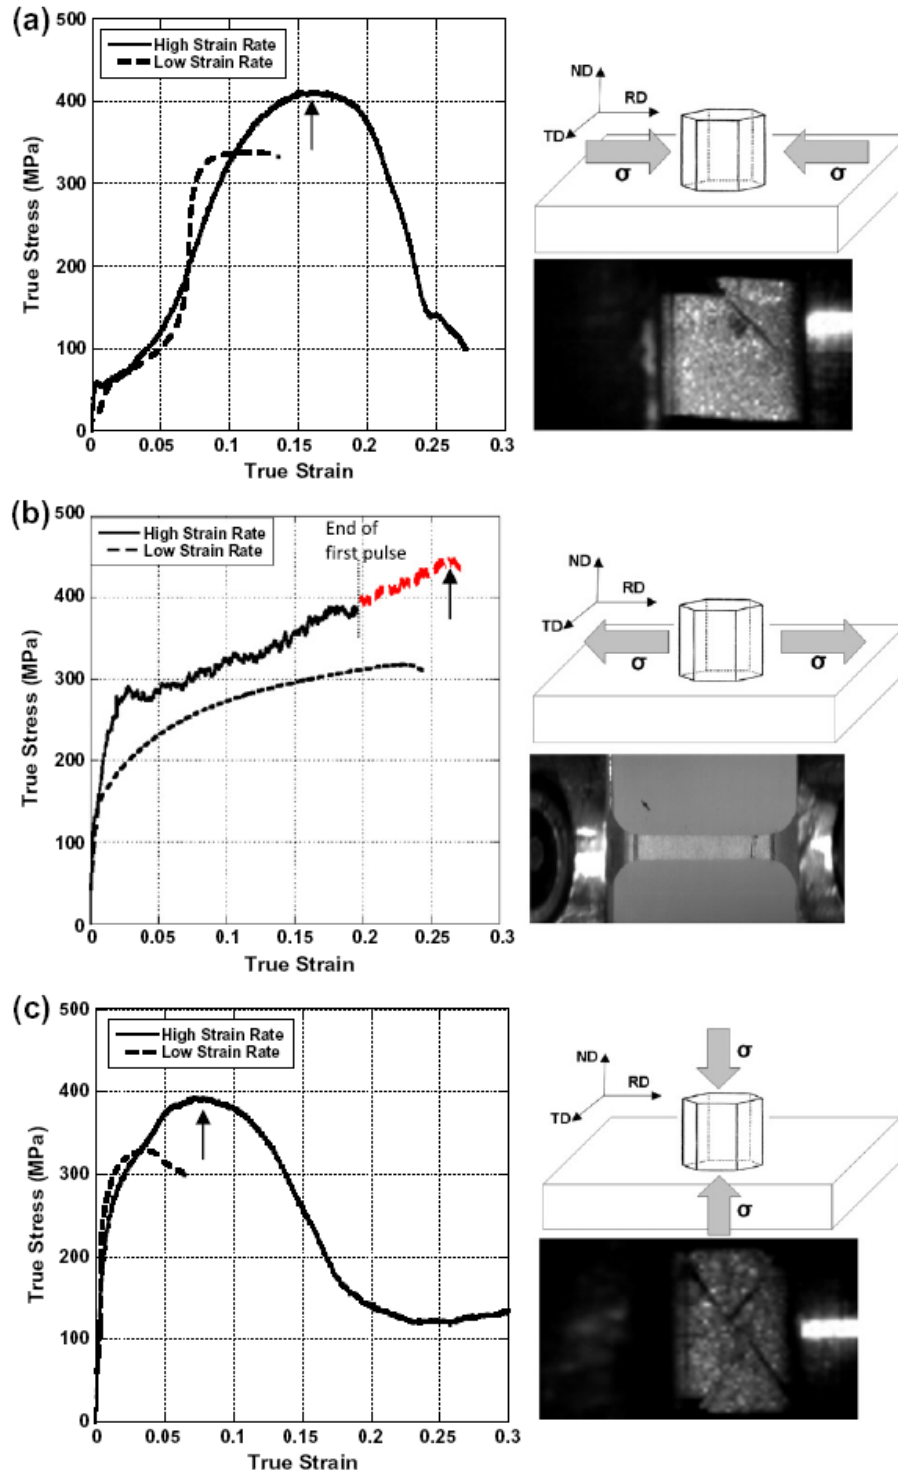 (a)
500
400
300
200
100
0
High Strain Rate
Low Strain Rate
True Stress (MPa)
0 0.05 0.1 0.15 0.2 0.25 0.3
True Strain
ND
RD
TD
σ σ
(b)
500
400
300
200
100
0
High Strain Rate
Low Strain Rate
End of
first pulse
True Stress (MPa)
0 0.05 0.1 0.15 0.2 0.25 0.3
True Strain
ND
RD
TD
σ σ
(c)
500
400
300
200
100
0
High Strain Rate
Low Strain Rate
True Stress (MPa)
0 0.05 0.1 0.15 0.2 0.25 0.3
True Strain
ND
RD
TD
σ
σ